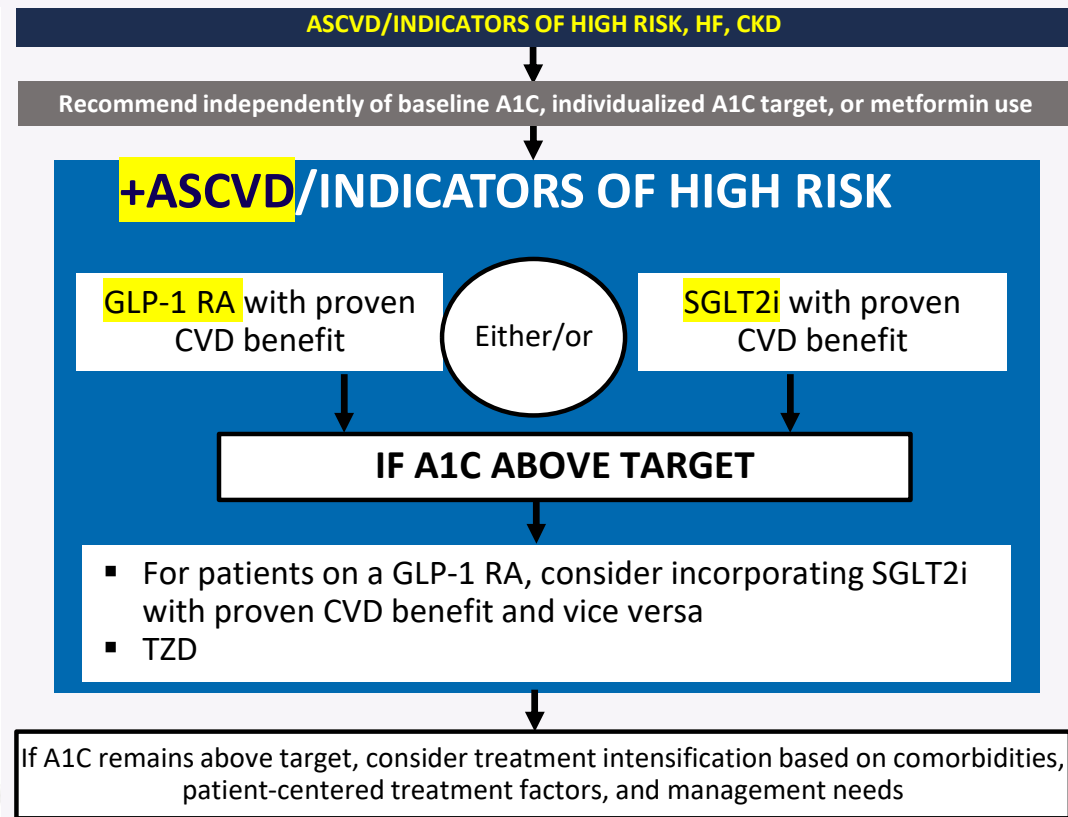 ASCVD/INDICATORS OF HIGH RISK, HF, CKD
Recommend independently of baseline A1C, individualized A1C target, or metformin use
+ASCVD/INDICATORS OF HIGH RISK
GLP-1 RA with proven
CVD benefit
Either/or
SGLT2i with proven
CVD benefit
IF A1C ABOVE TARGET
▪ For patients on a GLP-1 RA, consider incorporating SGLT2i
with proven CVD benefit and vice versa
▪ TZD
If A1C remains above target, consider treatment intensification based on comorbidities,
patient-centered treatment factors, and management needs